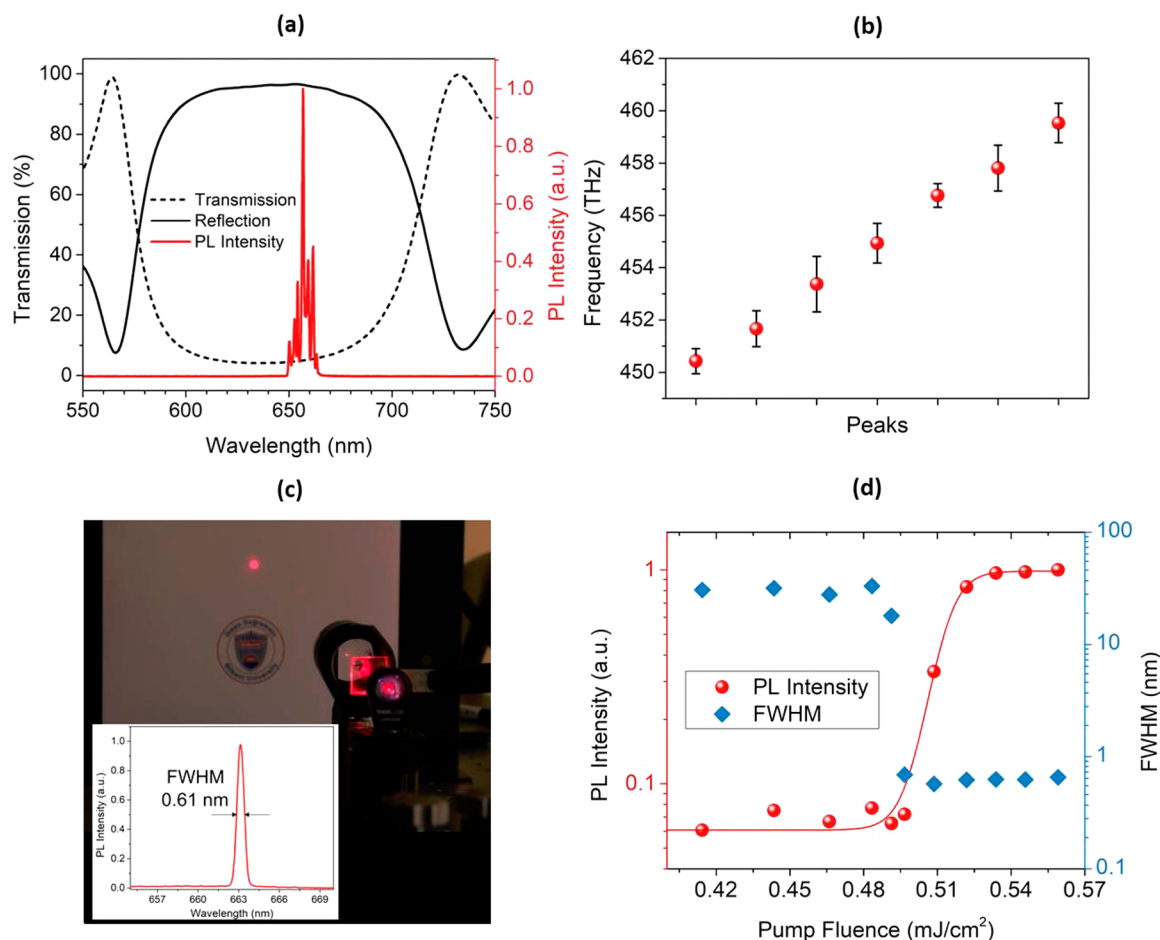 (a)
100
80
60
40
20
0
Transmission (%)
1.0
0.8
0.6
0.4
0.2
0.0
PL Intensity (a.u.)
Transmission
Reflection
PL Intensity
550 600 650 700 750
Wavelength (nm)
(b)
462
460
458
456
454
452
450
Frequency (THz)
Peaks
(c)
1.0
0.8
0.6
0.4
0.2
0.0
PL Intensity (a.u.)
FWHM
0.61 nm
657 660 663 666 669
Wavelength (nm)
(d)
1
0.1
PL Intensity (a.u.)
100
10
1
0.1
FWHM (nm)
PL Intensity
FWHM
0.42 0.45 0.48 0.51 0.54 0.57
Pump Fluence (mJ/cm²)